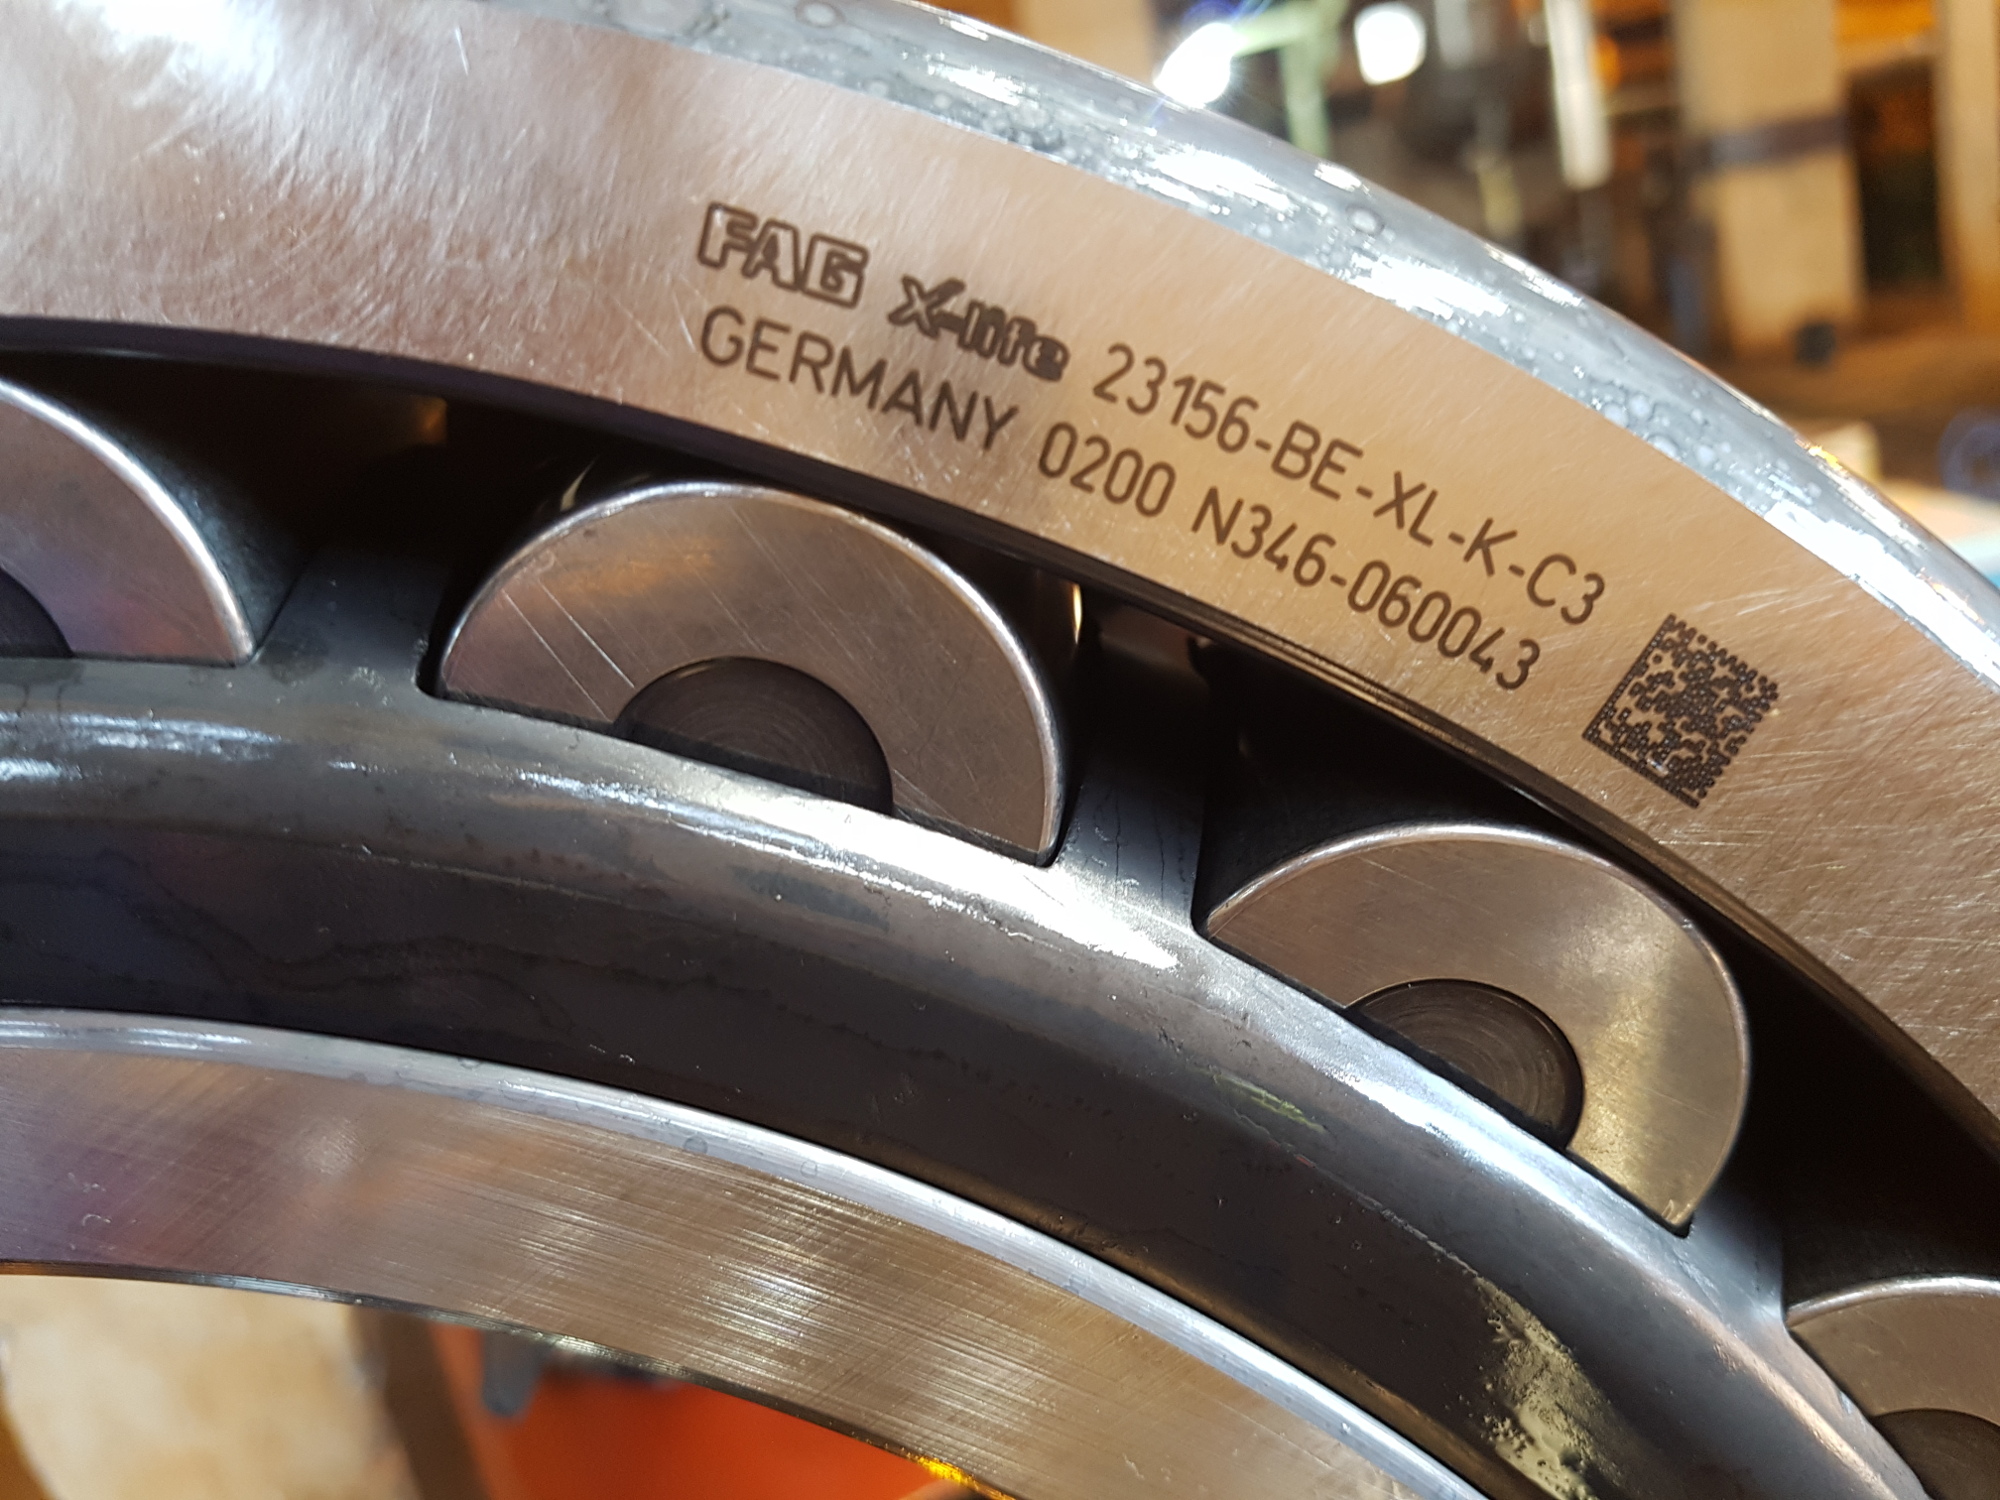 FAG X-life 23156-BE-XL-K-C3
GERMANY 0200 N346-060043